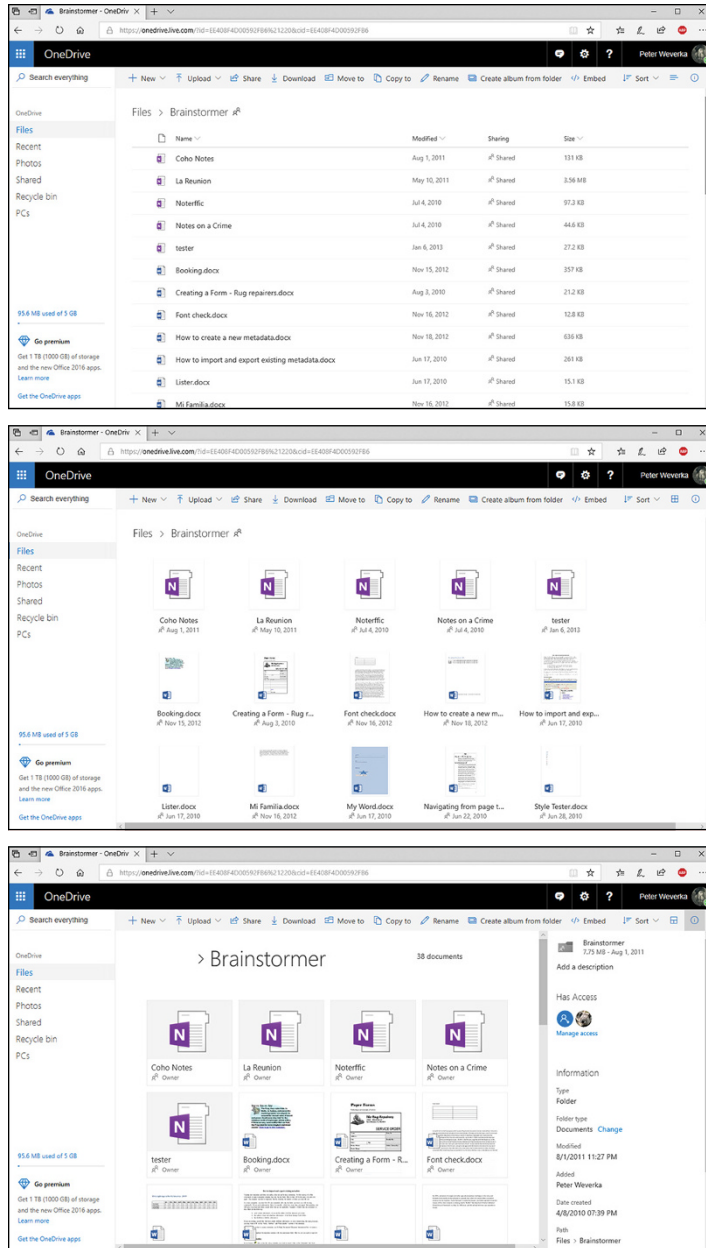 Brainstormer - OneDriv
https://onedrive.live.com/?id=EE408F4D00592FB6%21220&cid=EE408F4D00592FB6
OneDrive
? Peter Weverka
Search everything
New Upload Share Download Move to Copy to Rename Create album from folder Embed Sort
OneDrive
Files
Recent
Photos
Shared
Recycle bin
PCs
95.6 MB used of 5 GB
Go premium
Get 1 TB (1000 GB) of storage
and the new Office 2016 apps.
Learn more
Get the OneDrive apps
Files > Brainstormer
Name Modified Sharing Size
Coho Notes Aug 1, 2011 Shared 131 KB
La Reunion May 10, 2011 Shared 3.56 MB
Noterffic Jul 4, 2010 Shared 97.3 KB
Notes on a Crime Jul 4, 2010 Shared 44.6 KB
tester Jan 6, 2013 Shared 27.2 KB
Booking.docx Nov 15, 2012 Shared 357 KB
Creating a Form - Rug repairers.docx Aug 3, 2010 Shared 21.2 KB
Font check.docx Nov 16, 2012 Shared 12.8 KB
How to create a new metadata.docx Nov 18, 2012 Shared 636 KB
How to import and export existing metadata.docx Jun 17, 2010 Shared 261 KB
Lister.docx Jun 17, 2010 Shared 15.1 KB
Mi Familia.docx Nov 16, 2012 Shared 15.8 KB
Brainstormer - OneDriv
https://onedrive.live.com/?id=EE408F4D00592FB6%21220&cid=EE408F4D00592FB6
OneDrive
? Peter Weverka
Search everything
New Upload Share Download Move to Copy to Rename Create album from folder Embed Sort
OneDrive
Files
Recent
Photos
Shared
Recycle bin
PCs
95.6 MB used of 5 GB
Go premium
Get 1 TB (1000 GB) of storage
and the new Office 2016 apps.
Learn more
Get the OneDrive apps
Files > Brainstormer
N N N N N
Coho Notes La Reunion Noterffic Notes on a Crime tester
Aug 1, 2011 May 10, 2011 Jul 4, 2010 Jul 4, 2010 Jan 6, 2013
Booking.docx Creating a Form - Rug r... Font check.docx How to create a new m... How to import and exp...
Nov 15, 2012 Aug 3, 2010 Nov 16, 2012 Nov 18, 2012 Jun 17, 2010
Lister.docx Mi Familia.docx My Word.docx Navigating from page t... Style Tester.docx
Jun 17, 2010 Nov 16, 2012 Jun 17, 2010 Jun 22, 2010 Jun 28, 2010
Brainstormer - OneDriv
https://onedrive.live.com/?id=EE408F4D00592FB6%21220&cid=EE408F4D00592FB6
OneDrive
? Peter Weverka
Search everything
New Upload Share Download Move to Copy to Rename Create album from folder Embed Sort
OneDrive
Files
Recent
Photos
Shared
Recycle bin
PCs
95.6 MB used of 5 GB
Go premium
Get 1 TB (1000 GB) of storage
and the new Office 2016 apps.
Learn more
Get the OneDrive apps
> Brainstormer 38 documents
N N N N
Coho Notes La Reunion Noterffic Notes on a Crime
Owner Owner Owner Owner
N
tester Booking.docx Creating a Form - R... Font check.docx
Owner Owner Owner Owner
Brainstormer
7.75 MB - Aug 1, 2011
Add a description
Has Access
Manage access
Information
Type
Folder
Folder type
Documents Change
Modified
8/1/2011 11:27 PM
Added
Peter Weverka
Date created
4/8/2010 07:39 PM
Path
Files > Brainstormer